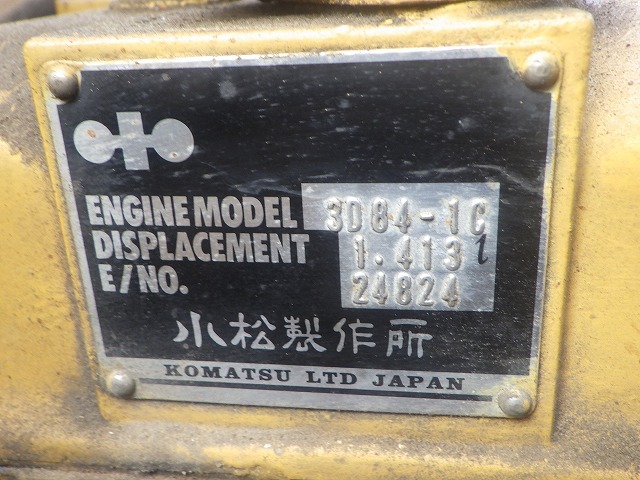 ENGINE MODEL 3D84-1C
DISPLACEMENT 1.413 l
E/NO. 24824
小松製作所
KOMATSU LTD JAPAN